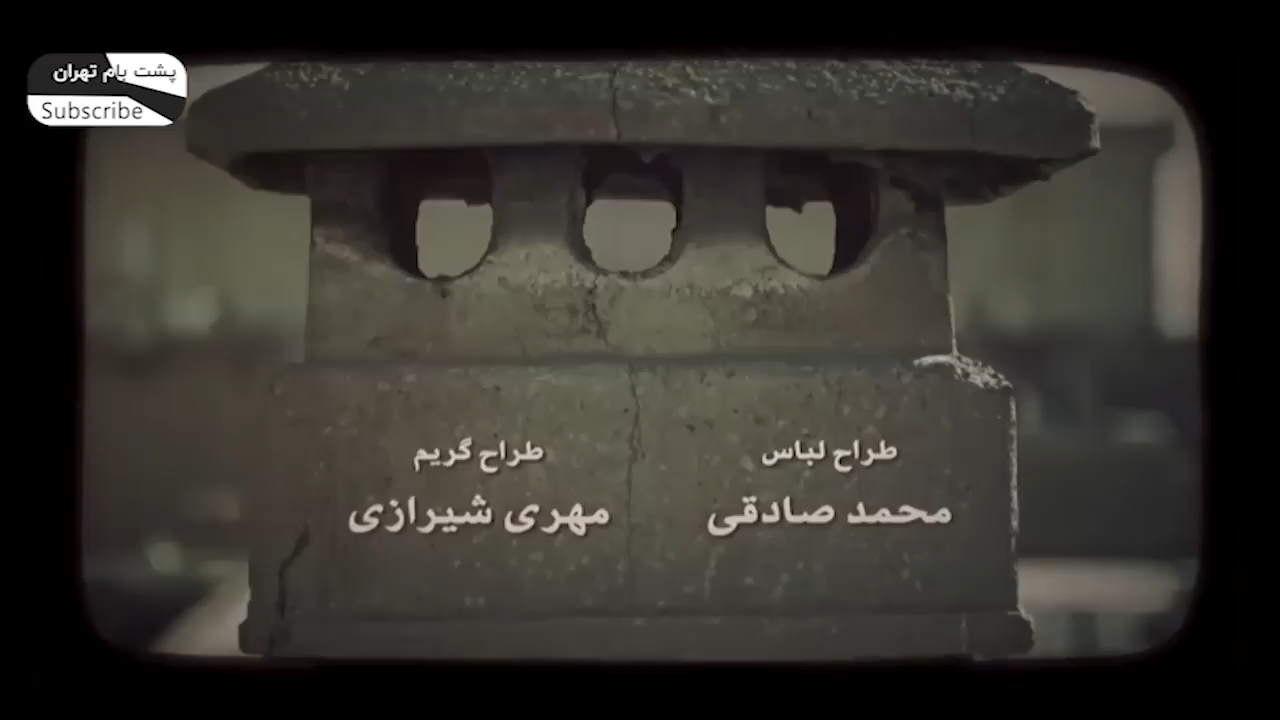 پشت بام تهران
Subscribe
طراح لباس
محمد صادقی
طراح گریم
مهری شیرازی